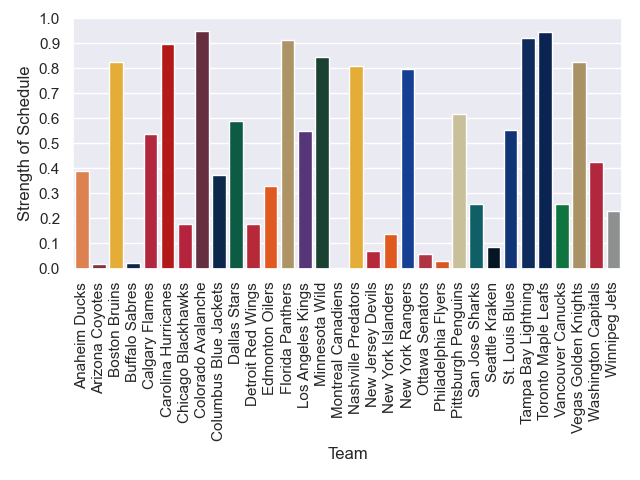 1.0
0.9
0.8
0.7
0.6
0.5
0.4
0.3
0.2
0.1
0.0
Strength of Schedule
Anaheim Ducks
Arizona Coyotes
Boston Bruins
Buffalo Sabres
Calgary Flames
Carolina Hurricanes
Chicago Blackhawks
Colorado Avalanche
Columbus Blue Jackets
Dallas Stars
Detroit Red Wings
Edmonton Oilers
Florida Panthers
Los Angeles Kings
Minnesota Wild
Montreal Canadiens
Nashville Predators
New Jersey Devils
New York Islanders
New York Rangers
Ottawa Senators
Philadelphia Flyers
Pittsburgh Penguins
San Jose Sharks
Seattle Kraken
St. Louis Blues
Tampa Bay Lightning
Toronto Maple Leafs
Vancouver Canucks
Vegas Golden Knights
Washington Capitals
Winnipeg Jets
Team